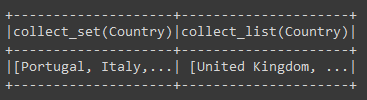 +--------------------+---------------------+
|collect_set(Country)|collect_list(Country)|
+--------------------+---------------------+
|[Portugal, Italy,...| [United Kingdom, ...|
+--------------------+---------------------+